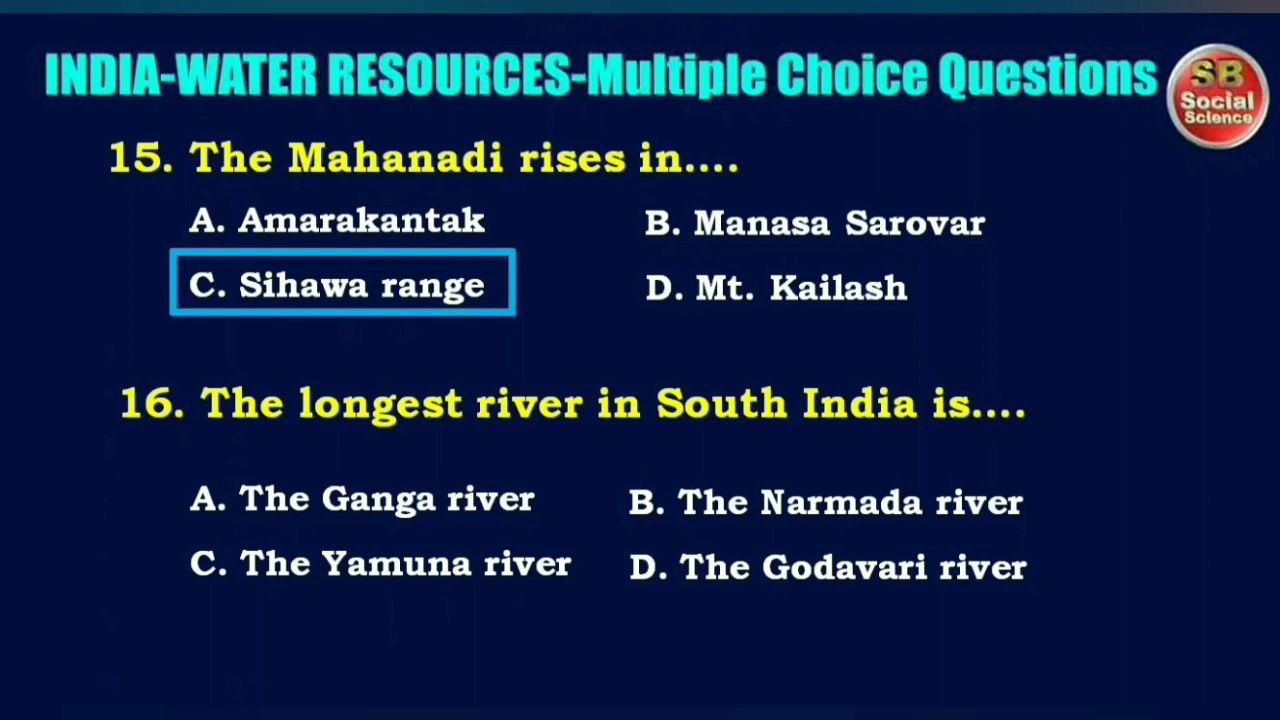 INDIA-WATER RESOURCES-Multiple Choice Questions
SB
Social
Science
15. The Mahanadi rises in....
A. Amarakantak
B. Manasa Sarovar
C. Sihawa range
D. Mt. Kailash
16. The longest river in South India is....
A. The Ganga river
B. The Narmada river
C. The Yamuna river
D. The Godavari river